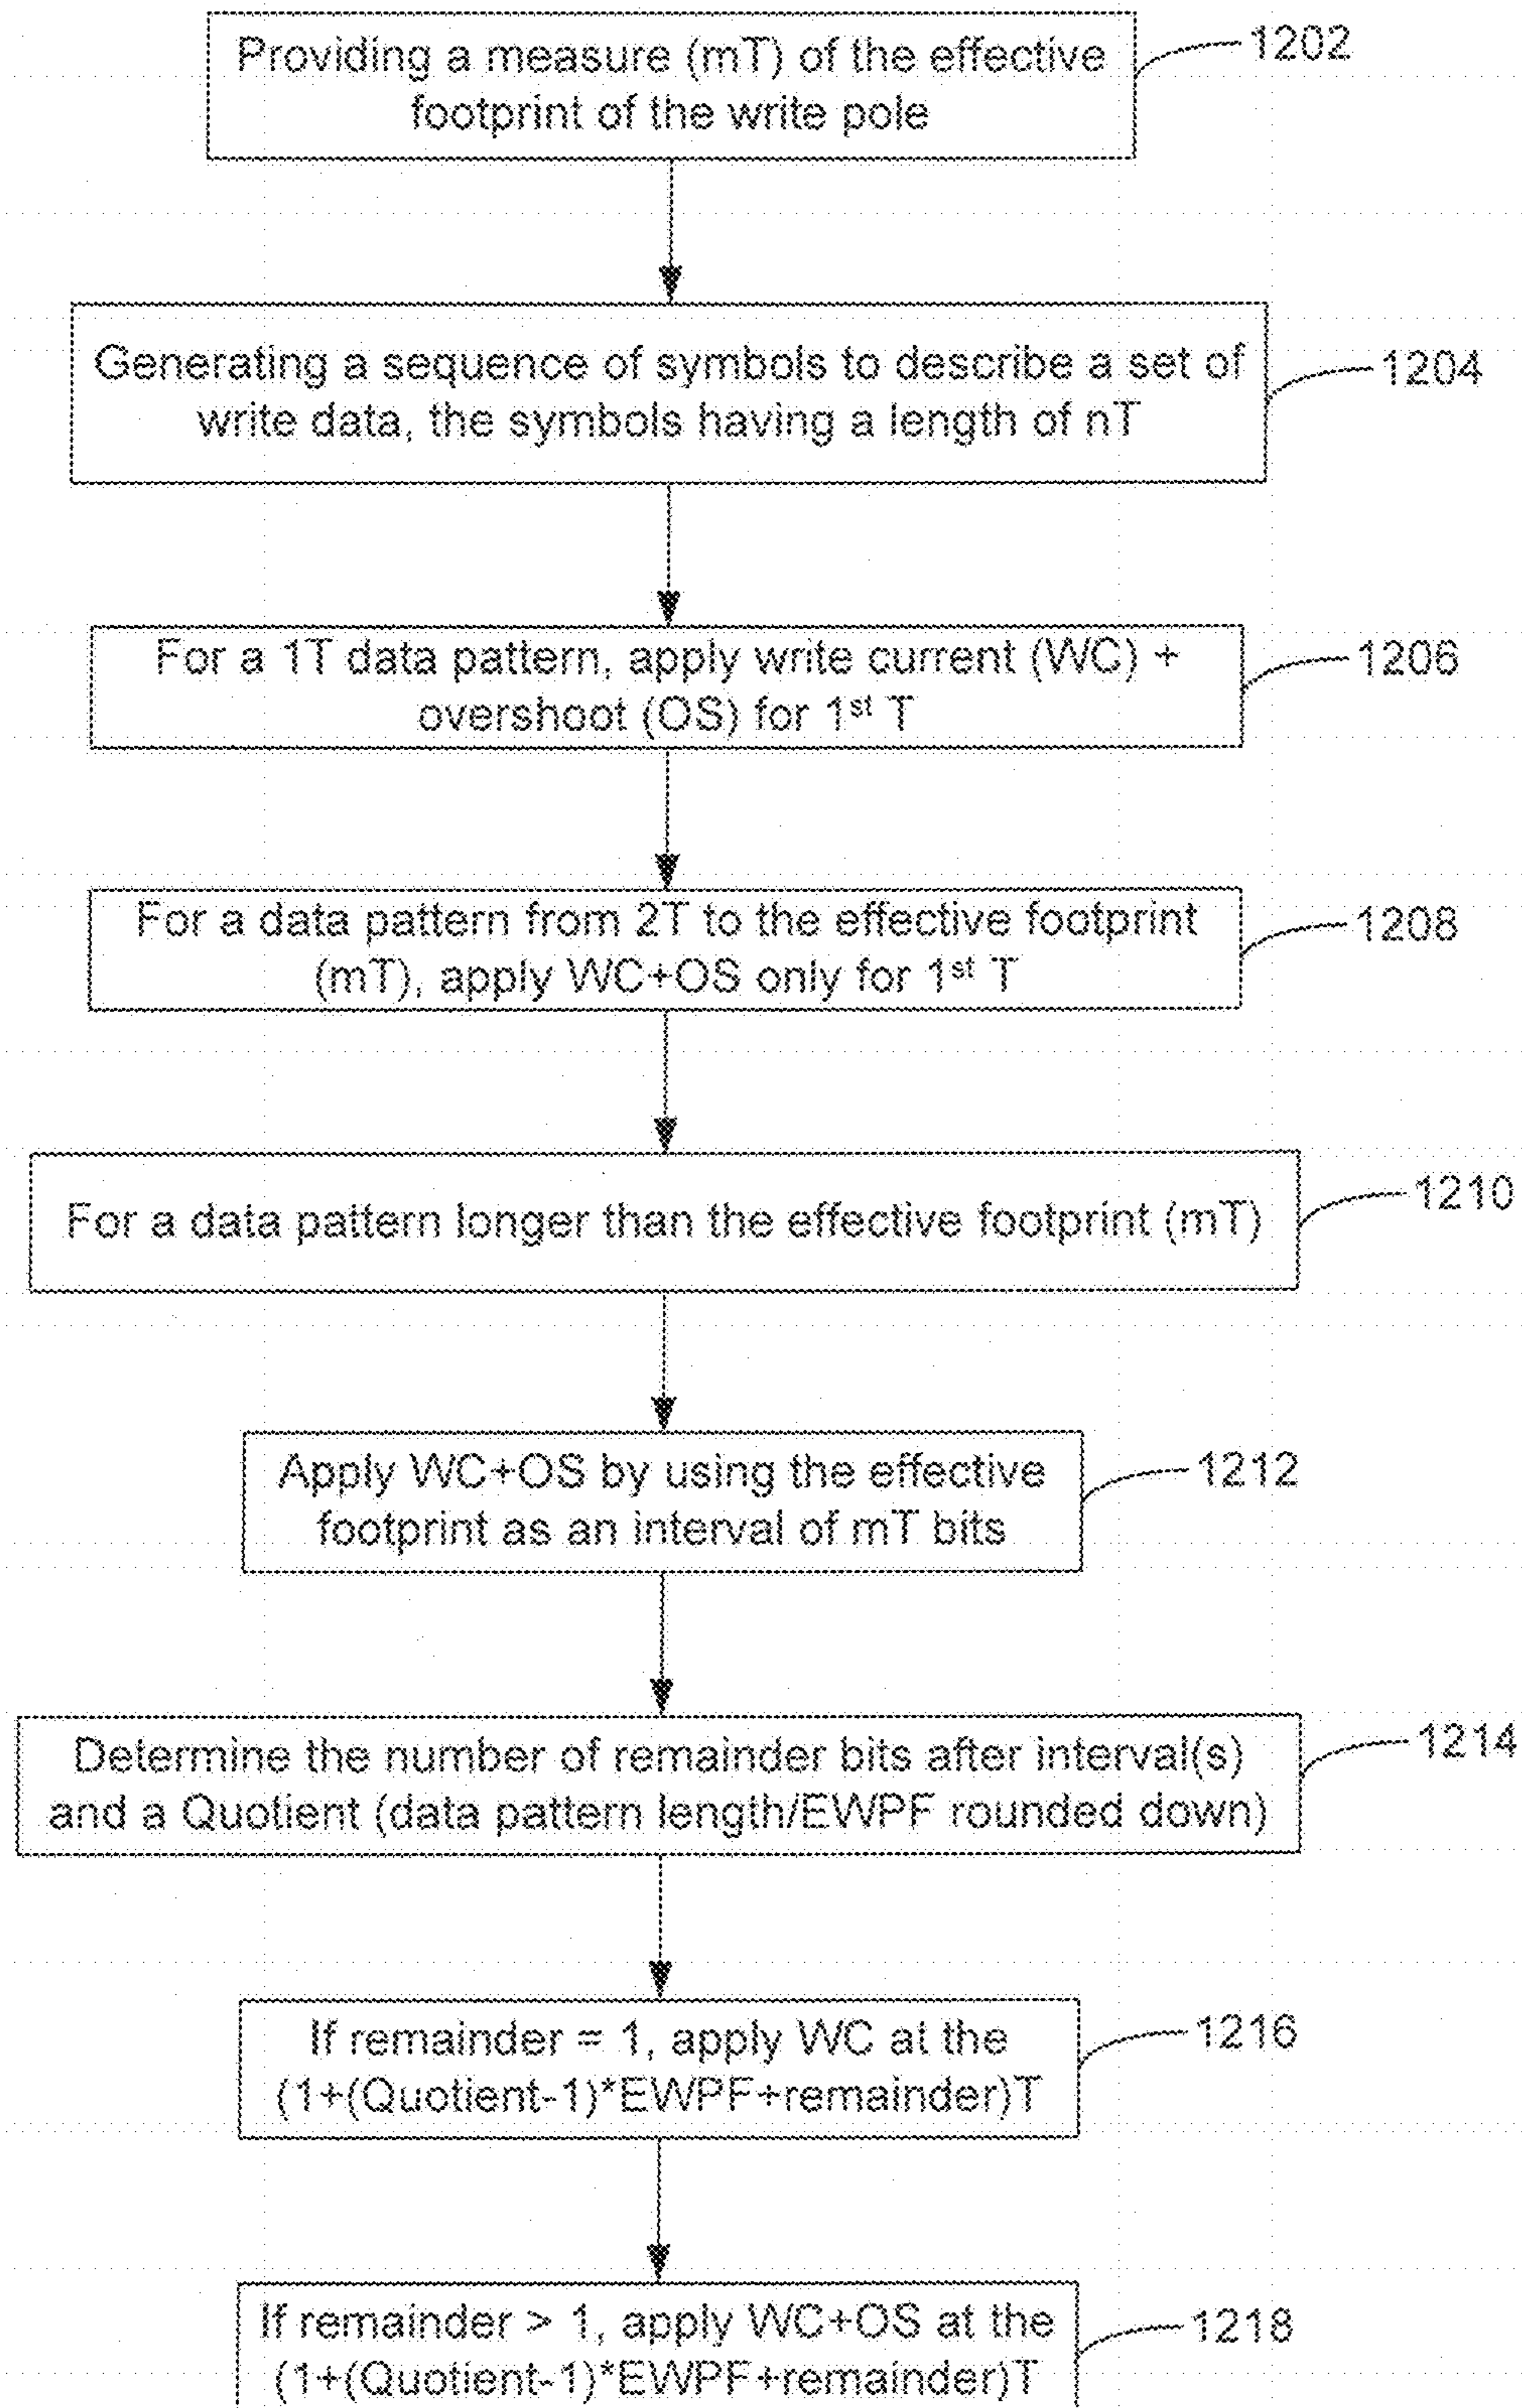 Providing a measure (mT) of the effective
footprint of the write pole
1202
Generating a sequence of symbols to describe a set of
write data, the symbols having a length of nT
1204
For a 1T data pattern, apply write current (WC) +
overshoot (OS) for 1st T
1206
For a data pattern from 2T to the effective footprint
(mT), apply WC+OS only for 1st T
1208
For a data pattern longer than the effective footprint (mT)
1210
Apply WC+OS by using the effective
footprint as an interval of mT bits
1212
Determine the number of remainder bits after interval(s)
and a Quotient (data pattern length/EWPF rounded down)
1214
If remainder = 1, apply WC at the
(1+(Quotient-1)*EWPF+remainder)T
1216
If remainder > 1, apply WC+OS at the
(1+(Quotient-1)*EWPF+remainder)T
1218